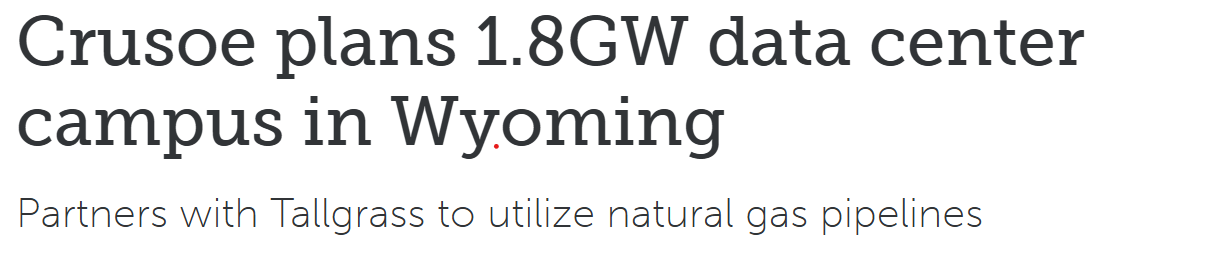 Crusoe plans 1.8GW data center
campus in Wyoming
Partners with Tallgrass to utilize natural gas pipelines